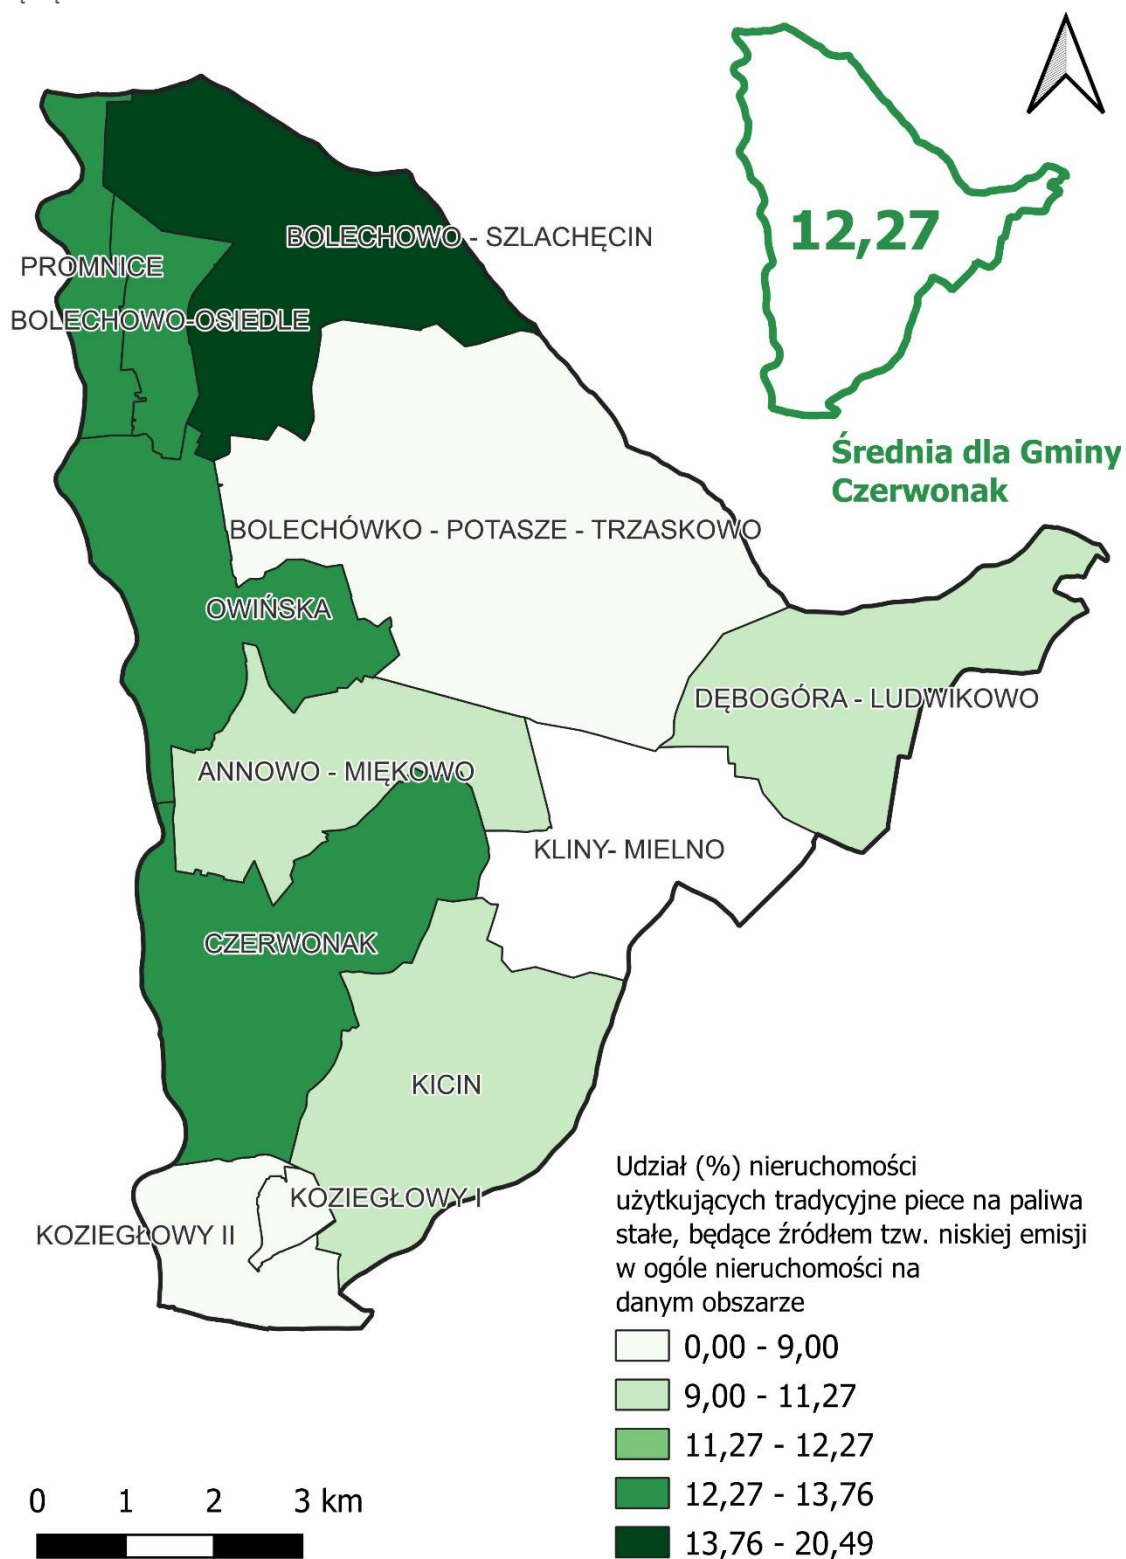 12,27
Średnia dla Gminy
Czerwonak
BOLECHOWO - SZLACHĘCIN
PROMNICE
BOLECHOWO-OSIEDLE
BOLECHÓWKO - POTASZE - TRZASKOWO
OWIŃSKA
DĘBOGÓRA - LUDWIKOWO
ANNOWO - MIĘKOWO
KLINY- MIELNO
CZERWONAK
KICIN
KOZIEGŁOWY I
KOZIEGŁOWY II
Udział (%) nieruchomości
użytkujących tradycyjne piece na paliwa
stałe, będące źródłem tzw. niskiej emisji
w ogóle nieruchomości na
danym obszarze
0,00 - 9,00
9,00 - 11,27
11,27 - 12,27
12,27 - 13,76
13,76 - 20,49
0 1 2 3 km